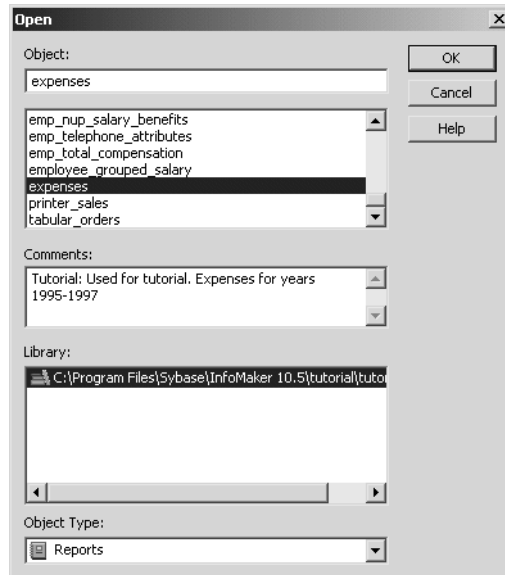 Open
Object:
expenses
OK
Cancel
Help
emp_nup_salary_benefits
emp_telephone_attributes
emp_total_compensation
employee_grouped_salary
expenses
printer_sales
tabular_orders
Comments:
Tutorial: Used for tutorial. Expenses for years
1995-1997
Library:
C:\Program Files\Sybase\InfoMaker 10.5\tutorial\tuto
Object Type:
Reports